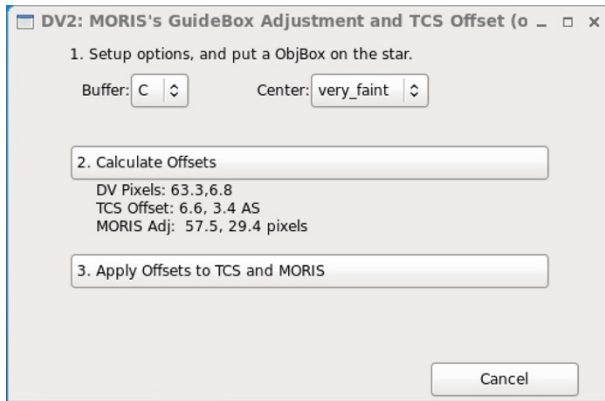 DV2: MORIS's GuideBox Adjustment and TCS Offset (o
1. Setup options, and put a ObjBox on the star.
Buffer: C Center: very_faint
2. Calculate Offsets
DV Pixels: 63.3,6.8
TCS Offset: 6.6, 3.4 AS
MORIS Adj: 57.5, 29.4 pixels
3. Apply Offsets to TCS and MORIS
Cancel